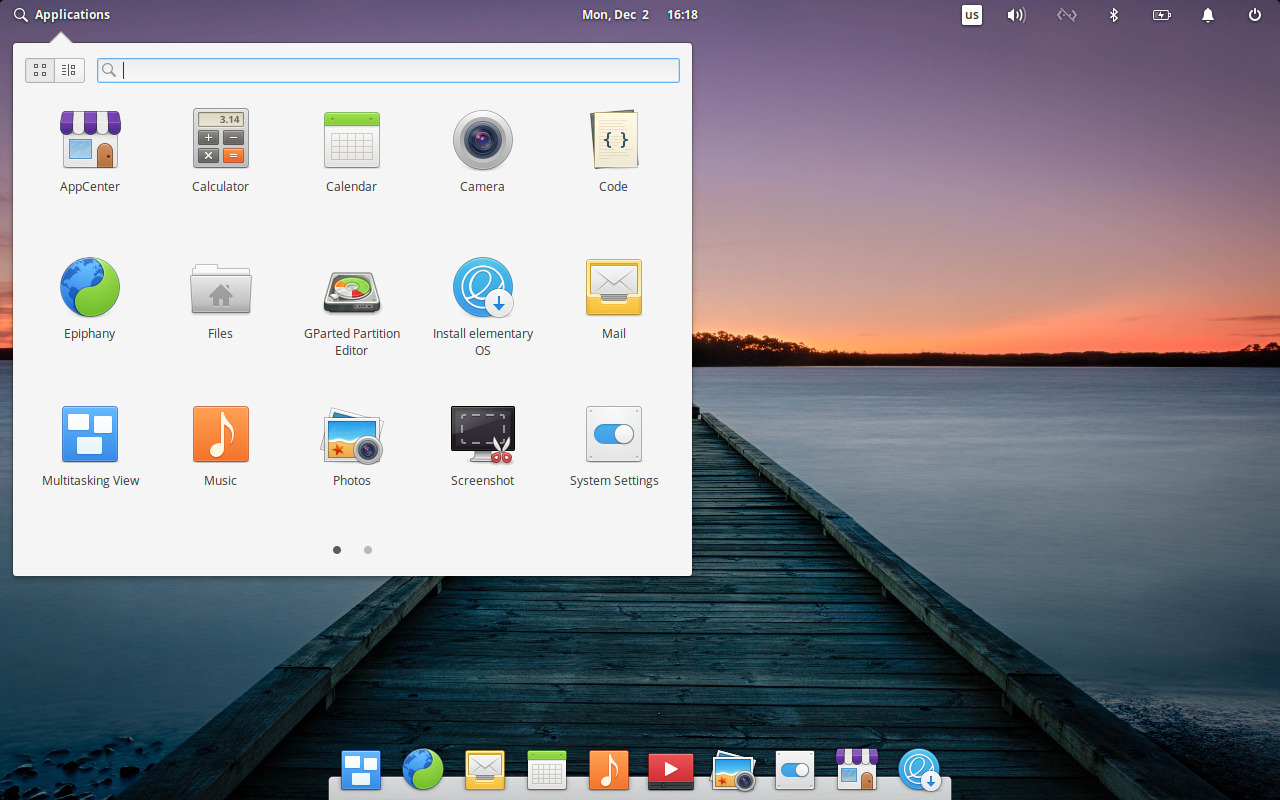 Applications
Mon, Dec 2 16:18
us
3.14
AppCenter
Calculator
Calendar
Camera
{ }
Code
Epiphany
Files
GParted Partition
Editor
Install elementary
OS
Mail
Multitasking View
Music
Photos
Screenshot
System Settings